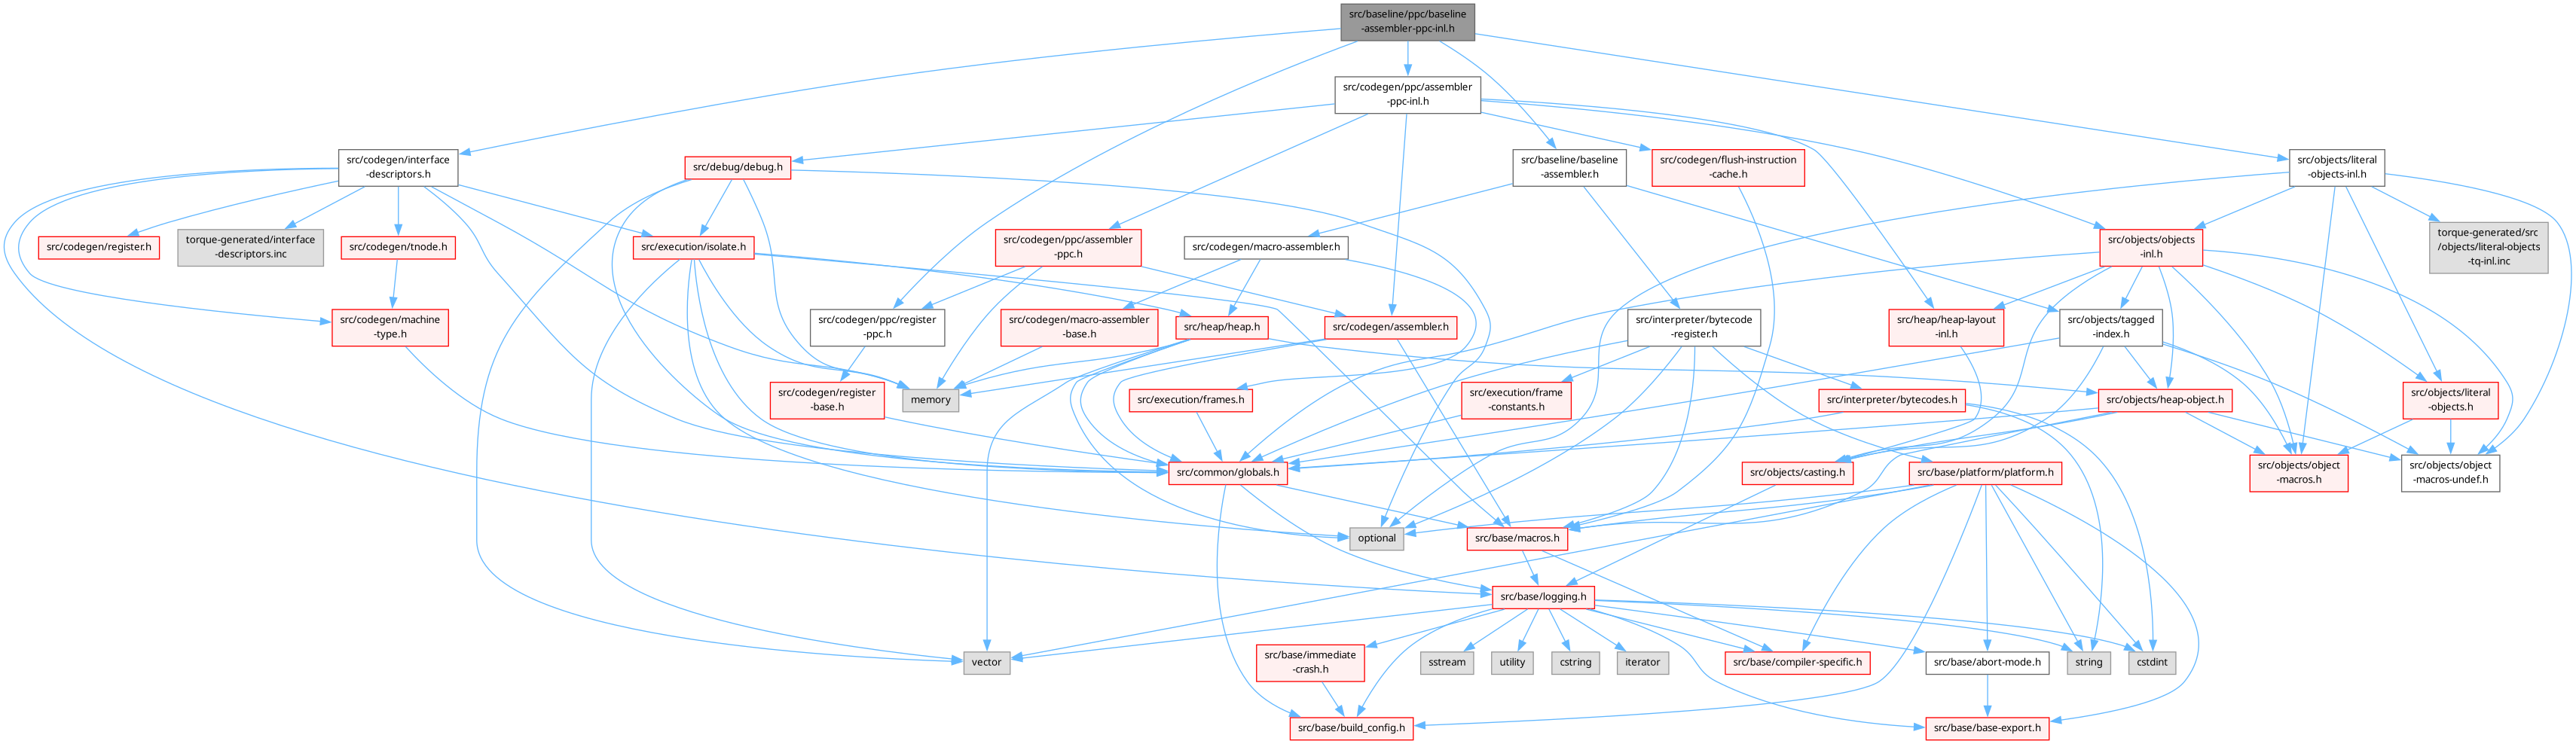 src/baseline/ppc/baseline
-assembler-ppc-inl.h
src/codegen/ppc/assembler
-ppc-inl.h
src/codegen/interface
-descriptors.h
src/debug/debug.h
src/baseline/baseline
-assembler.h
src/codegen/flush-instruction
-cache.h
src/objects/literal
-objects-inl.h
src/codegen/register.h
torque-generated/interface
-descriptors.inc
src/codegen/tnode.h
src/execution/isolate.h
src/codegen/ppc/assembler
-ppc.h
src/codegen/macro-assembler.h
src/objects/objects
-inl.h
torque-generated/src
/objects/literal-objects
-tq-inl.inc
src/codegen/machine
-type.h
src/codegen/ppc/register
-ppc.h
src/codegen/macro-assembler
-base.h
src/heap/heap.h
src/codegen/assembler.h
src/interpreter/bytecode
-register.h
src/heap/heap-layout
-inl.h
src/objects/tagged
-index.h
src/codegen/register
-base.h
memory
src/execution/frames.h
src/execution/frame
-constants.h
src/interpreter/bytecodes.h
src/objects/heap-object.h
src/objects/literal
-objects.h
src/common/globals.h
src/objects/casting.h
src/base/platform/platform.h
src/objects/object
-macros.h
src/objects/object
-macros-undef.h
optional
src/base/macros.h
src/base/logging.h
vector
src/base/immediate
-crash.h
sstream
utility
cstring
iterator
src/base/compiler-specific.h
src/base/abort-mode.h
string
cstdint
src/base/build_config.h
src/base/base-export.h